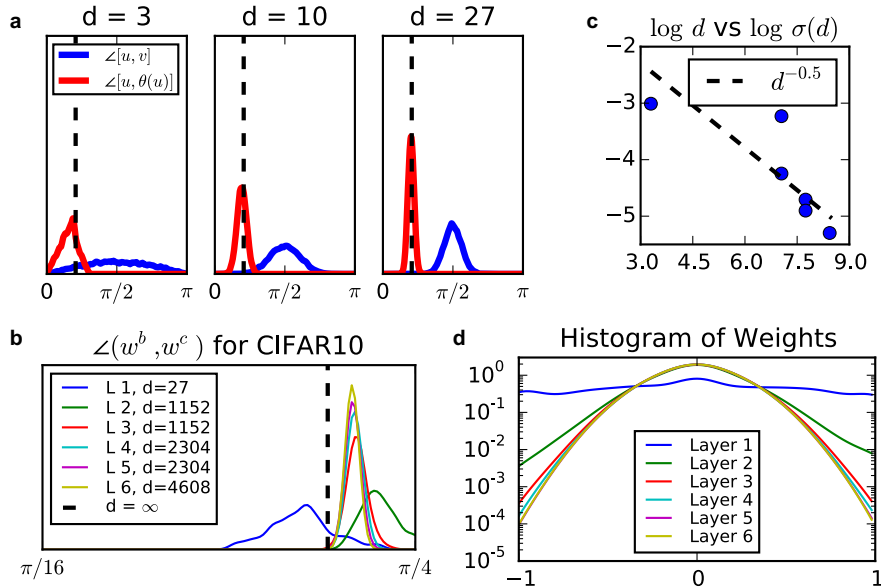 a
d = 3
d = 10
d = 27
∠[u, v]
∠[u, θ(u)]
0 π/2 π
0 π/2 π
0 π/2 π
c
log d vs log σ(d)
d^{-0.5}
−2
−3
−4
−5
3.0 4.5 6.0 7.5 9.0
b
∠(w^b, w^c) for CIFAR10
L 1, d=27
L 2, d=1152
L 3, d=1152
L 4, d=2304
L 5, d=2304
L 6, d=4608
d = ∞
π/16 π/4
d
Histogram of Weights
10^0
10^{-1}
10^{-2}
10^{-3}
10^{-4}
10^{-5}
Layer 1
Layer 2
Layer 3
Layer 4
Layer 5
Layer 6
−1 0 1